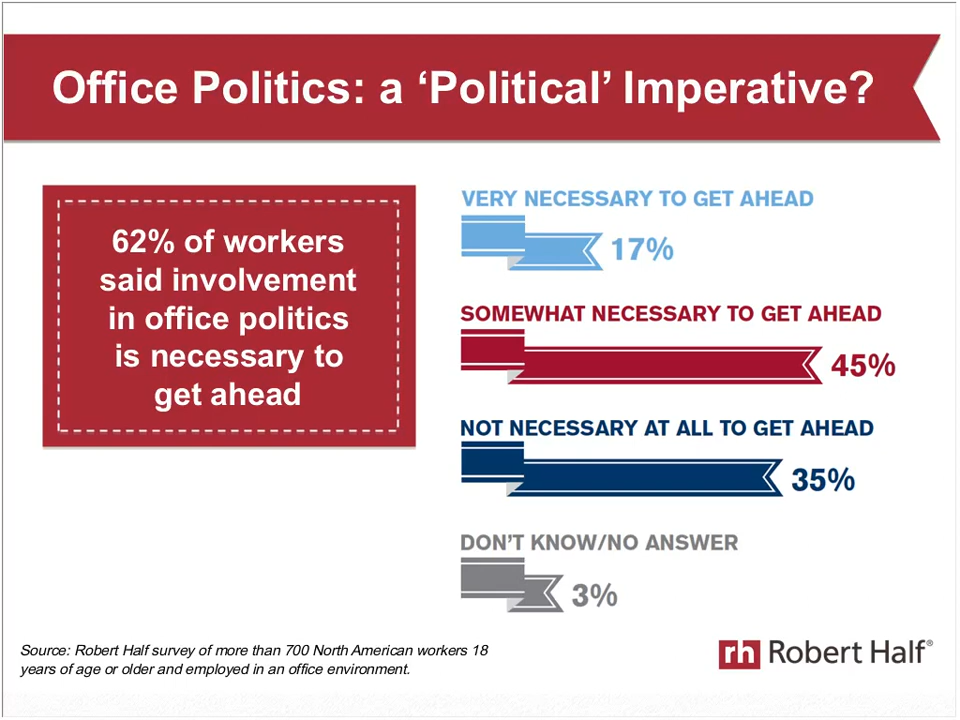 Office Politics: a ‘Political’ Imperative?
62% of workers
said involvement
in office politics
is necessary to
get ahead
VERY NECESSARY TO GET AHEAD
17%
SOMEWHAT NECESSARY TO GET AHEAD
45%
NOT NECESSARY AT ALL TO GET AHEAD
35%
DON’T KNOW/NO ANSWER
3%
Source: Robert Half survey of more than 700 North American workers 18
years of age or older and employed in an office environment.
rh Robert Half®